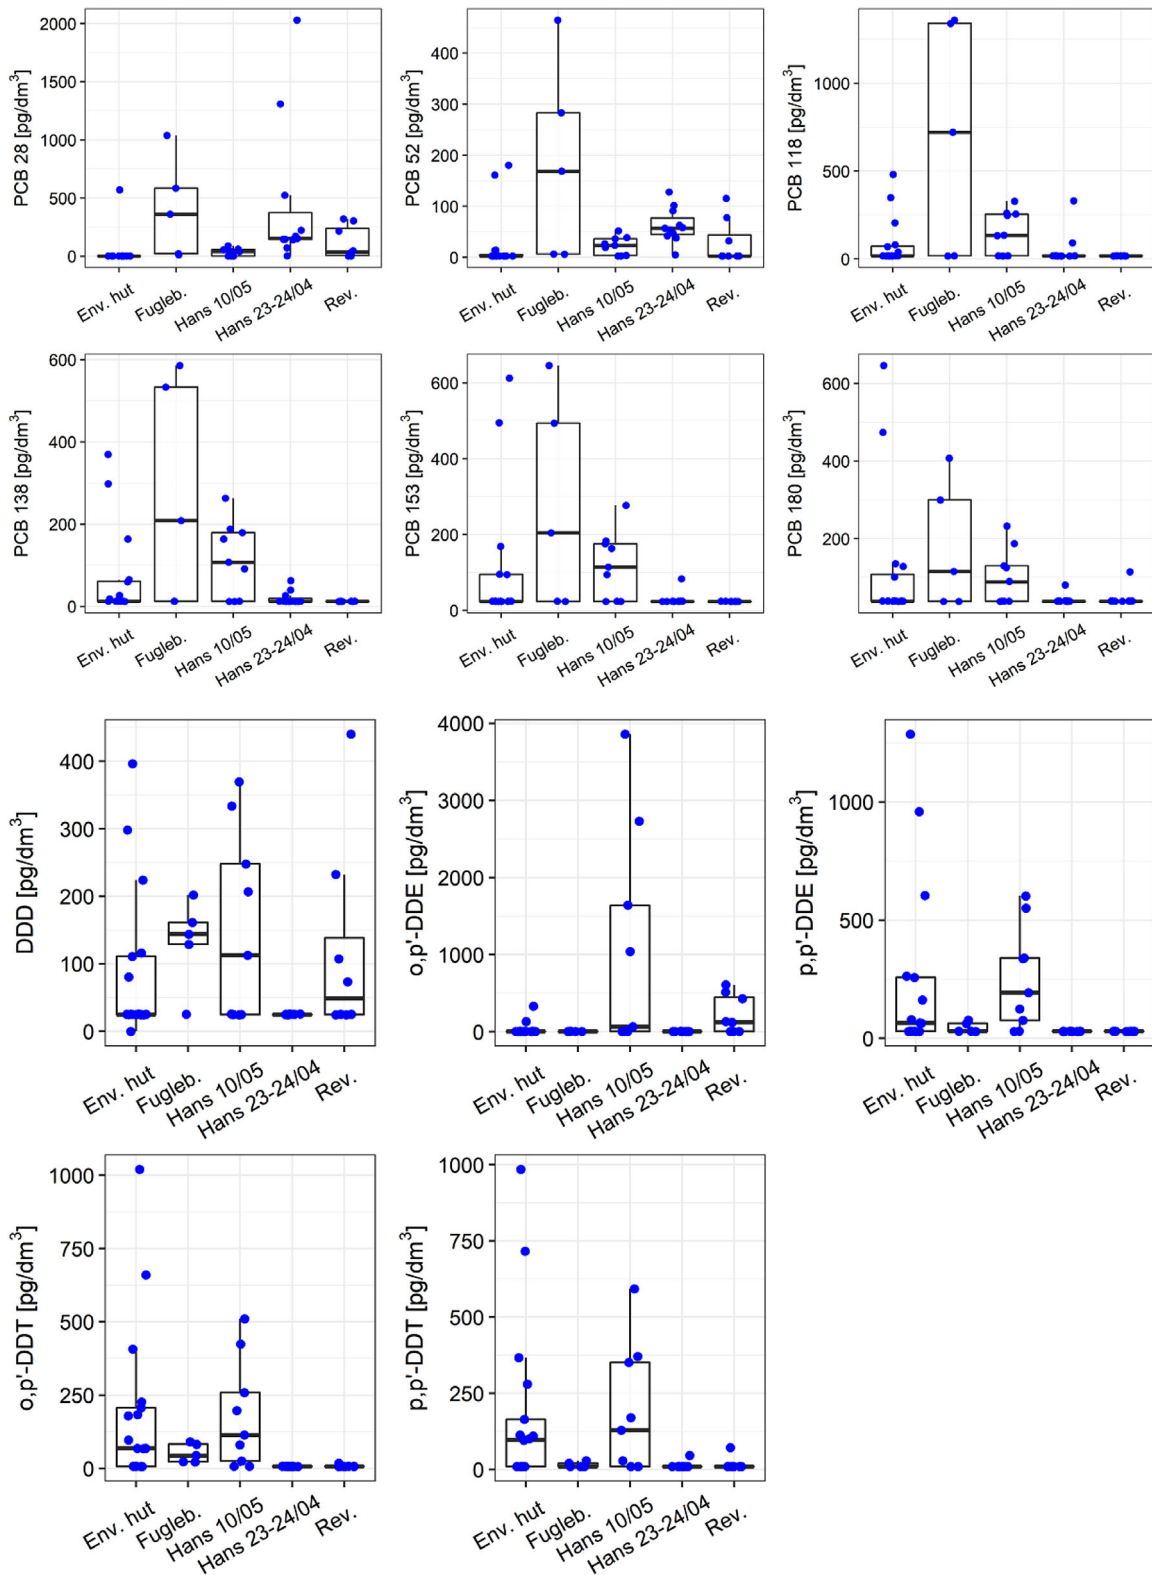 PCB 28 [pg/dm³]
2000
1500
1000
500
0
Env. hut
Fugleb.
Hans 10/05
Hans 23-24/04
Rev.
PCB 52 [pg/dm³]
400
300
200
100
0
Env. hut
Fugleb.
Hans 10/05
Hans 23-24/04
Rev.
PCB 118 [pg/dm³]
1000
500
0
Env. hut
Fugleb.
Hans 10/05
Hans 23-24/04
Rev.
PCB 138 [pg/dm³]
600
400
200
0
Env. hut
Fugleb.
Hans 10/05
Hans 23-24/04
Rev.
PCB 153 [pg/dm³]
600
400
200
0
Env. hut
Fugleb.
Hans 10/05
Hans 23-24/04
Rev.
PCB 180 [pg/dm³]
600
400
200
Env. hut
Fugleb.
Hans 10/05
Hans 23-24/04
Rev.
DDD [pg/dm³]
400
300
200
100
0
Env. hut
Fugleb.
Hans 10/05
Hans 23-24/04
Rev.
o,p'-DDE [pg/dm³]
4000
3000
2000
1000
0
Env. hut
Fugleb.
Hans 10/05
Hans 23-24/04
Rev.
p,p'-DDE [pg/dm³]
1000
500
0
Env. hut
Fugleb.
Hans 10/05
Hans 23-24/04
Rev.
o,p'-DDT [pg/dm³]
1000
750
500
250
0
Env. hut
Fugleb.
Hans 10/05
Hans 23-24/04
Rev.
p,p'-DDT [pg/dm³]
1000
750
500
250
0
Env. hut
Fugleb.
Hans 10/05
Hans 23-24/04
Rev.